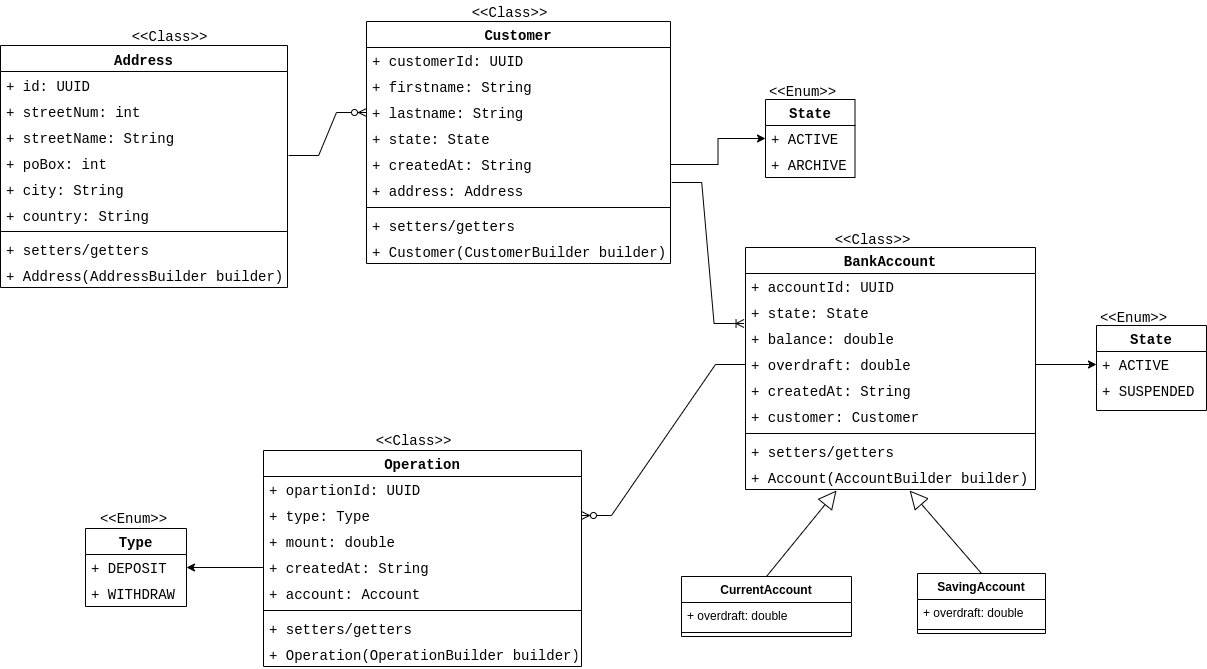 <<Class>>
Address
+ id: UUID
+ streetNum: int
+ streetName: String
+ poBox: int
+ city: String
+ country: String
+ setters/getters
+ Address(AddressBuilder builder)
<<Class>>
Customer
+ customerId: UUID
+ firstname: String
+ lastname: String
+ state: State
+ createdAt: String
+ address: Address
+ setters/getters
+ Customer(CustomerBuilder builder)
<<Enum>>
State
+ ACTIVE
+ ARCHIVE
<<Class>>
BankAccount
+ accountId: UUID
+ state: State
+ balance: double
+ overdraft: double
+ createdAt: String
+ customer: Customer
+ setters/getters
+ Account(AccountBuilder builder)
<<Enum>>
State
+ ACTIVE
+ SUSPENDED
<<Class>>
Operation
+ opartionId: UUID
+ type: Type
+ mount: double
+ createdAt: String
+ account: Account
+ setters/getters
+ Operation(OperationBuilder builder)
<<Enum>>
Type
+ DEPOSIT
+ WITHDRAW
CurrentAccount
+ overdraft: double
SavingAccount
+ overdraft: double